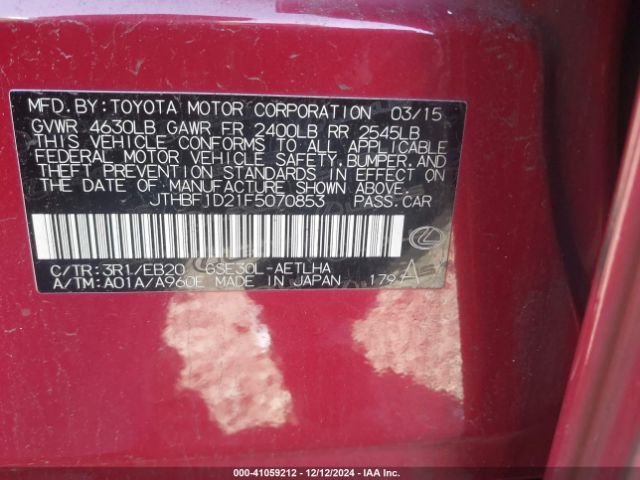 MFD.BY:TOYOTA MOTOR CORPORATION 03/15
GVWR 4630LB GAWR FR 2400LB RR 2545LB
THIS VEHICLE CONFORMS TO ALL APPLICABLE
FEDERAL MOTOR VEHICLE SAFETY,BUMPER,AND
THEFT PREVENTION STANDARDS IN EFFECT ON
THE DATE OF MANUFACTURE SHOWN ABOVE.
JTHBF1D21F5070853 PASS.CAR
C/TR:3R1/EB20 GSE30L-AETLHA
A/TM:A01A/A960E MADE IN JAPAN 179
000-41059212 - 12/12/2024 - IAA Inc.